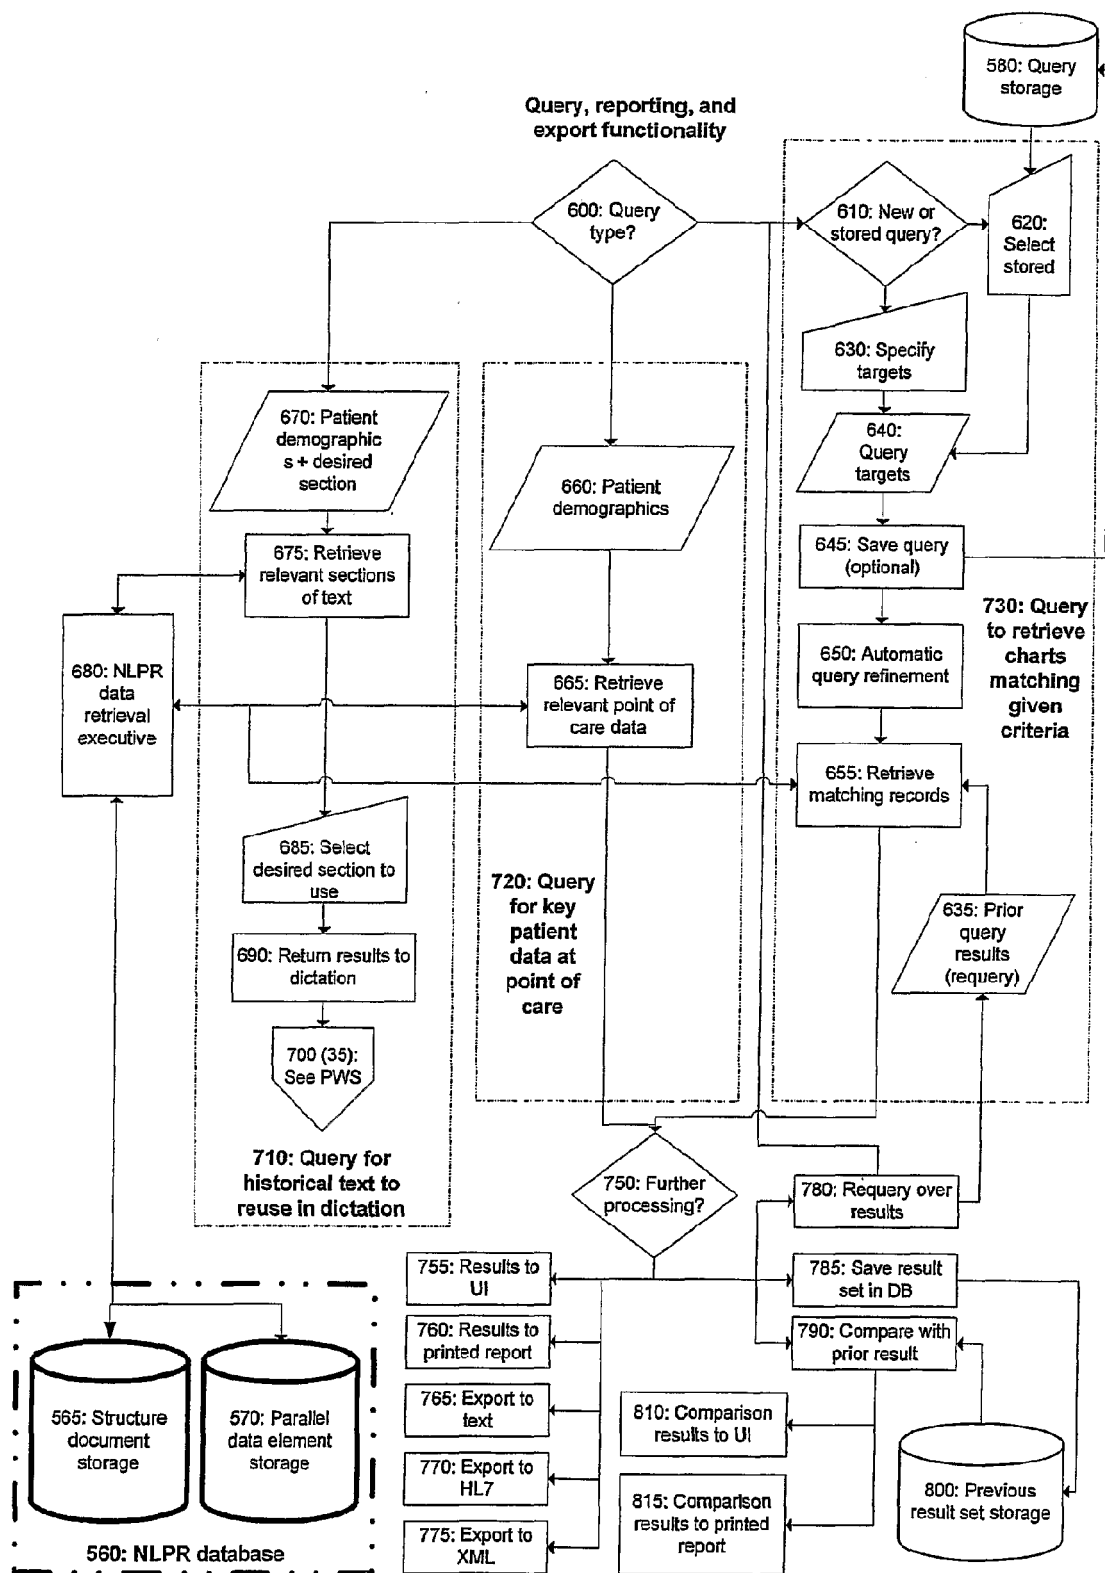 580: Query
storage
Query, reporting, and
export functionality
600: Query
type?
610: New or
stored query?
620:
Select
stored
630: Specify
targets
640:
Query
targets
645: Save query
(optional)
650: Automatic
query refinement
655: Retrieve
matching records
730: Query
to retrieve
charts
matching
given
criteria
635: Prior
query
results
(requery)
670: Patient
demographic
s + desired
section
675: Retrieve
relevant sections
of text
680: NLPR
data
retrieval
executive
685: Select
desired section to
use
690: Return results to
dictation
700 (35):
See PWS
710: Query for
historical text to
reuse in dictation
660: Patient
demographics
665: Retrieve
relevant point of
care data
720: Query
for key
patient
data at
point of
care
750: Further
processing?
780: Requery over
results
755: Results to
UI
760: Results to
printed report
765: Export to
text
770: Export to
HL7
775: Export to
XML
785: Save result
set in DB
790: Compare with
prior result
810: Comparison
results to UI
815: Comparison
results to printed
report
800: Previous
result set storage
565: Structure
document
storage
570: Parallel
data element
storage
560: NLPR database